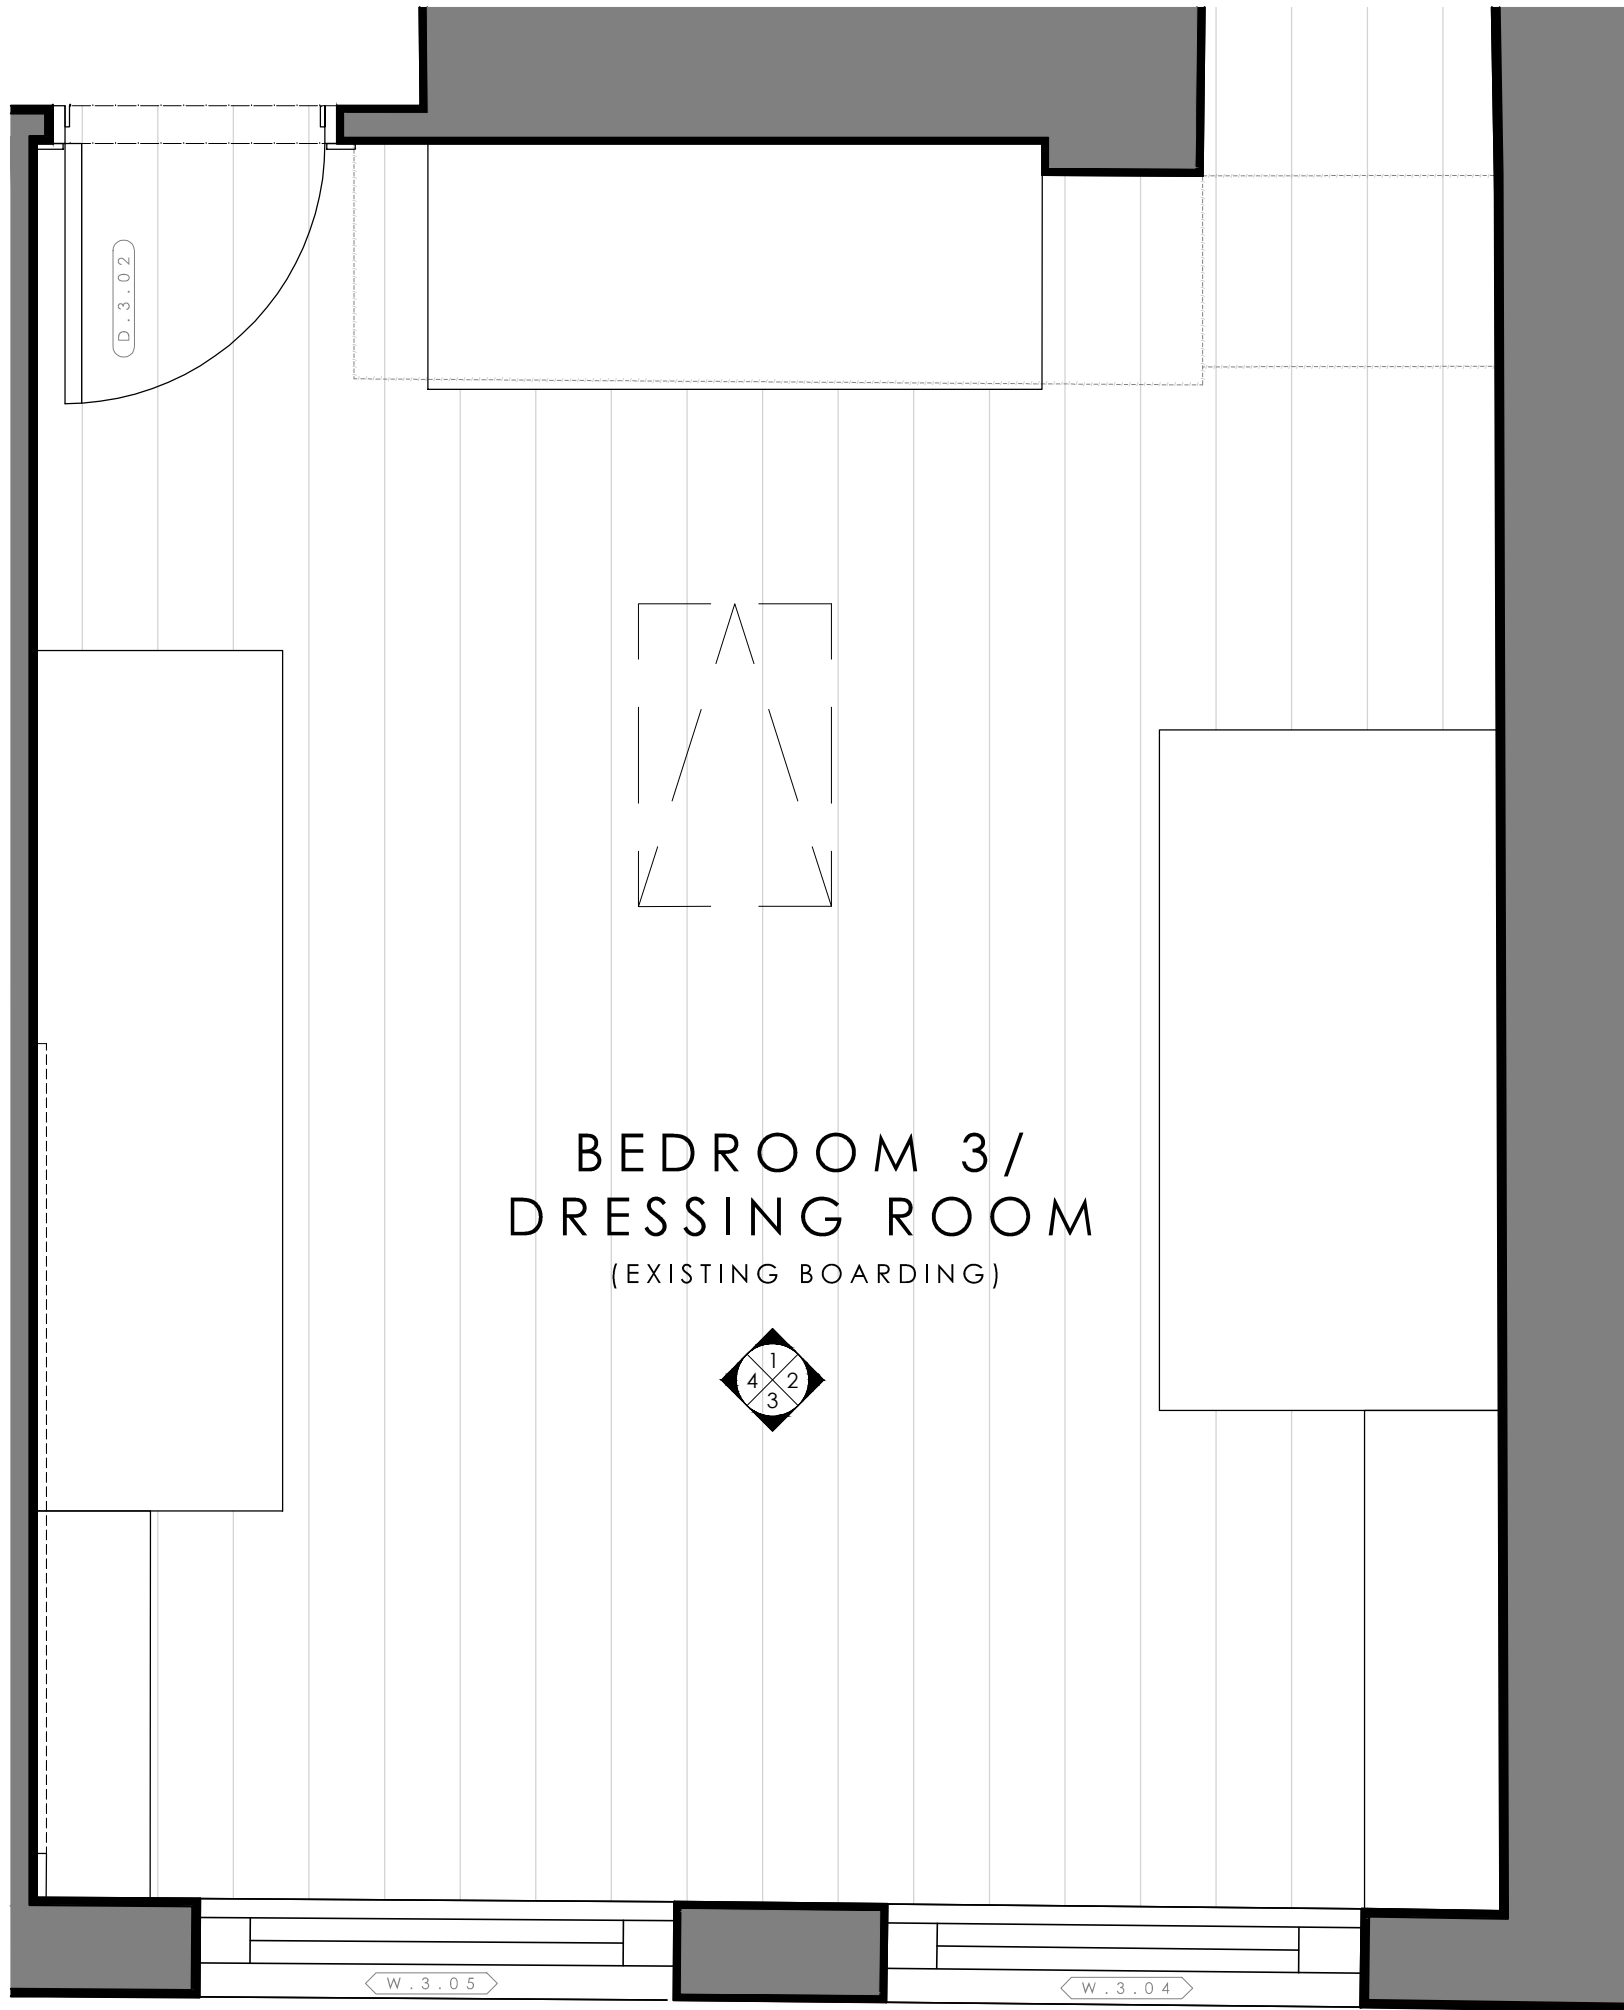 D.3.02
BEDROOM 3/
DRESSING ROOM
(EXISTING BOARDING)
1
4 2
3
W.3.05
W.3.04